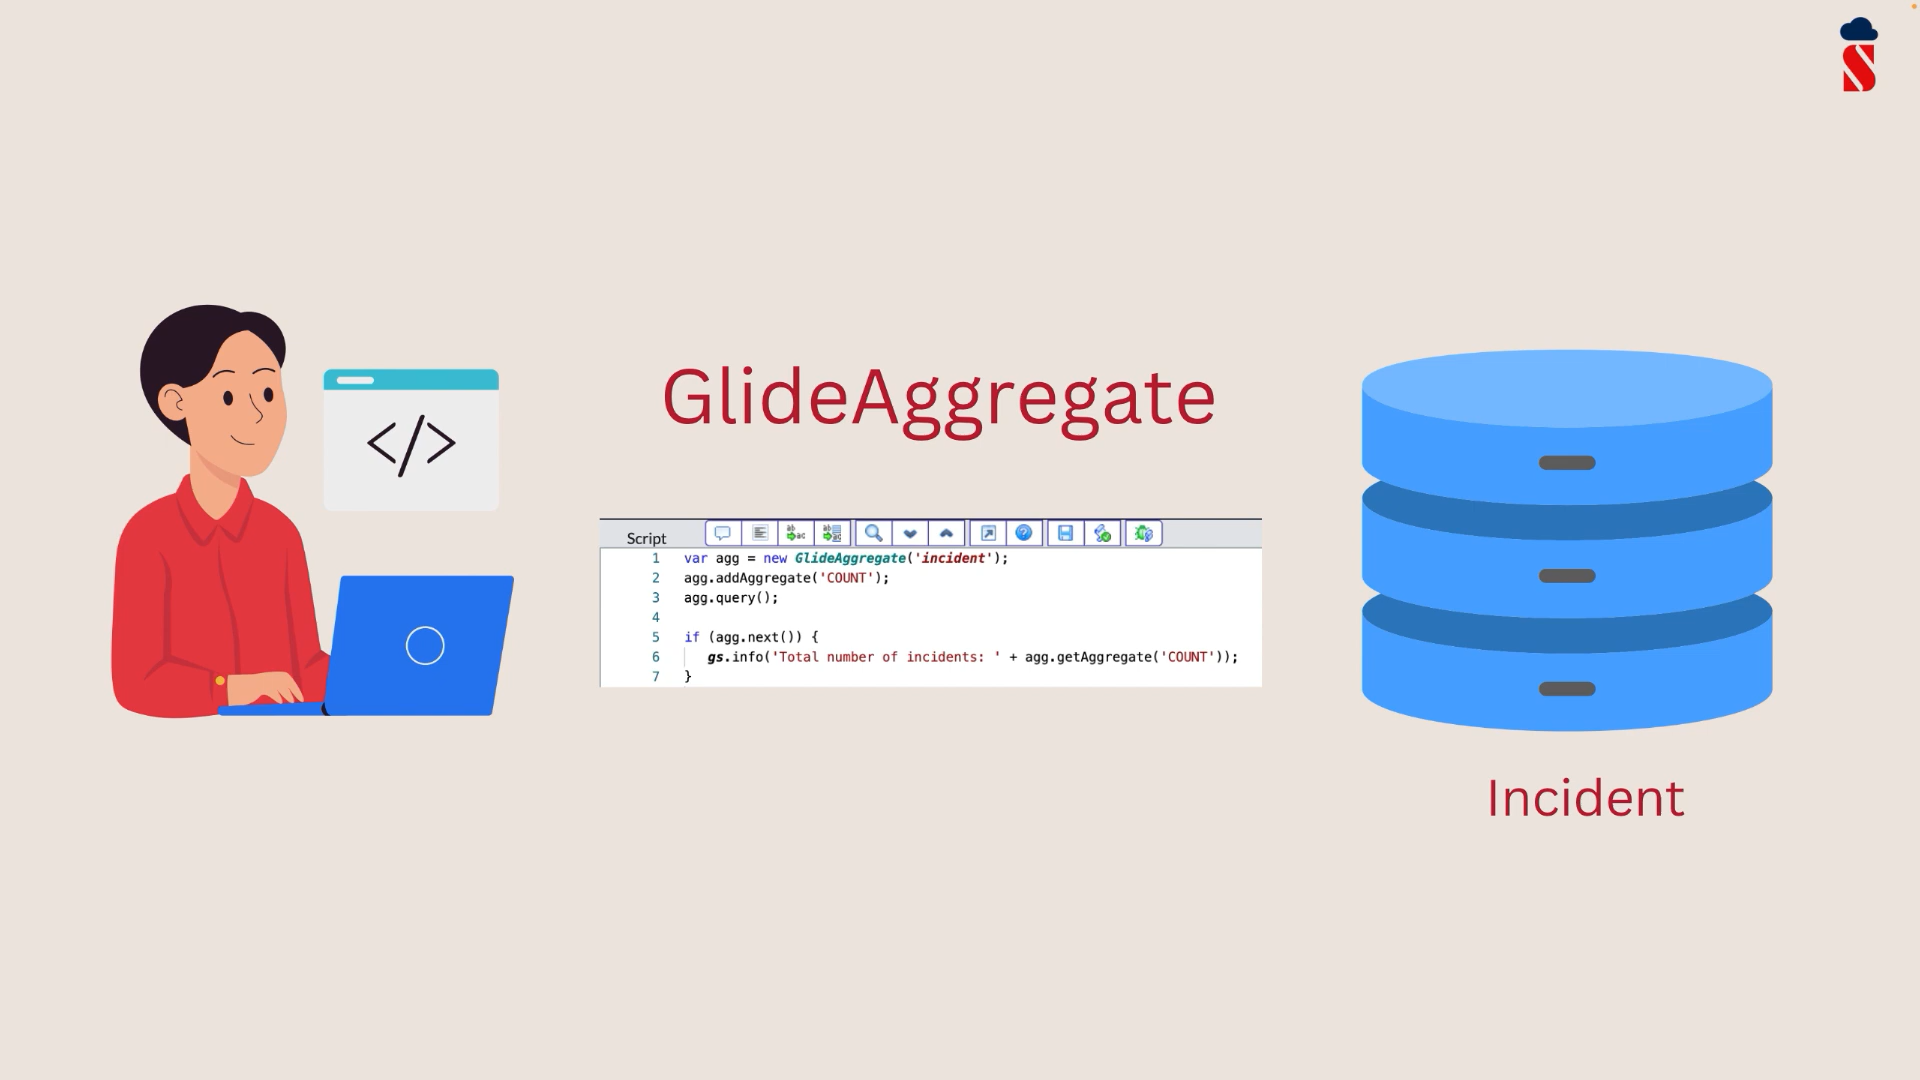 GlideAggregate
Script
1 var agg = new GlideAggregate('incident');
2 agg.addAggregate('COUNT');
3 agg.query();
4
5 if (agg.next()) {
6 gs.info('Total number of incidents: ' + agg.getAggregate('COUNT'));
7 }
</>
Incident